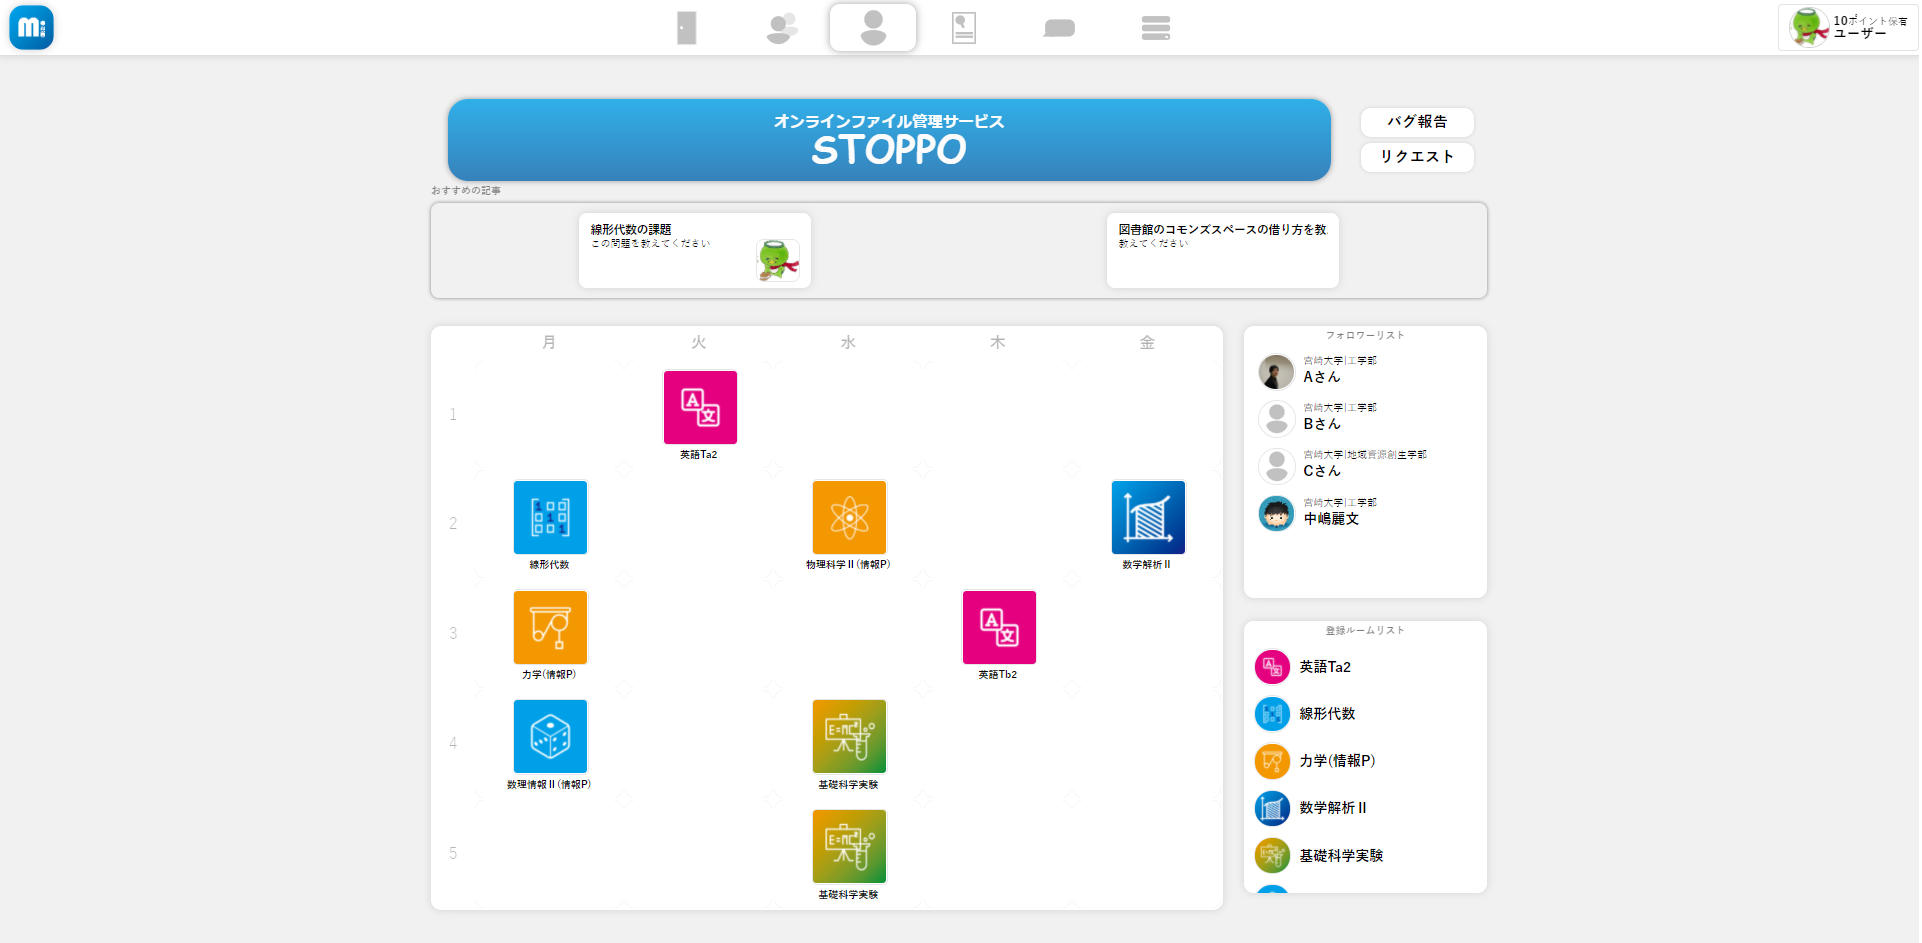 10ポイント保有
ユーザー
オンラインファイル管理サービス
STOPPO
バグ報告
リクエスト
おすすめの記事
線形代数の課題
この問題を教えてください
図書館のコモンズスペースの借り方を教
教えてください
月 火 水 木 金
1
英語Ta2
2
線形代数
物理科学Ⅱ(情報P)
数学解析Ⅱ
3
力学(情報P)
英語Tb2
4
数理情報Ⅱ(情報P)
E=mc²
基礎科学実験
5
E=mc²
基礎科学実験
フォロワーリスト
宮崎大学|工学部
Aさん
宮崎大学|工学部
Bさん
宮崎大学|地域資源創生学部
Cさん
宮崎大学|工学部
中嶋麗文
登録ルームリスト
英語Ta2
線形代数
力学(情報P)
数学解析Ⅱ
基礎科学実験